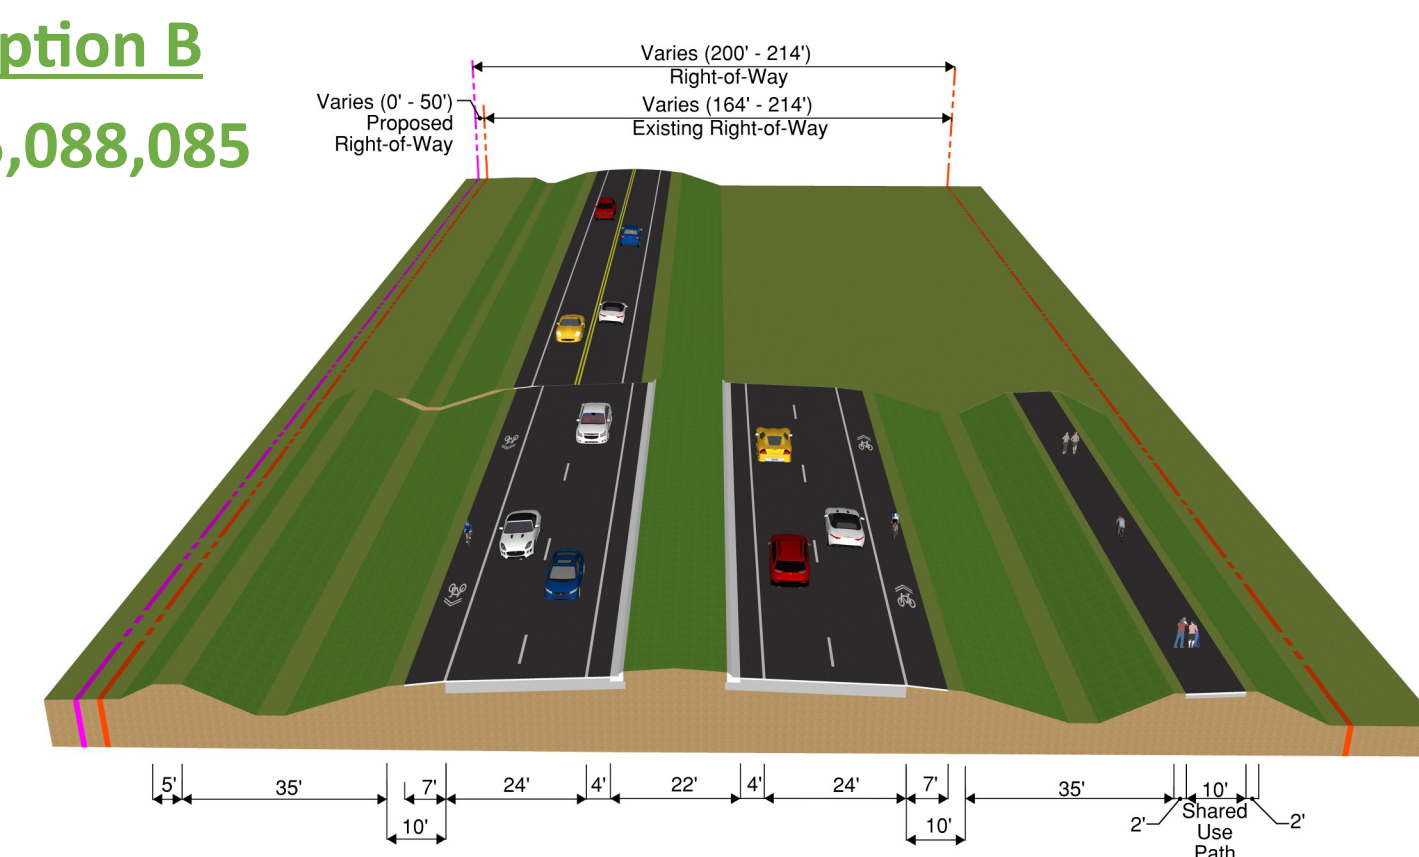 ption B
,088,085
Varies (200' - 214')
Right-of-Way
Varies (0' - 50')
Proposed
Right-of-Way
Varies (164' - 214')
Existing Right-of-Way
5' 35' 7' 24' 4' 22' 4' 24' 7' 35' 10'
10' 10' 2' Shared 2'
Use
Path